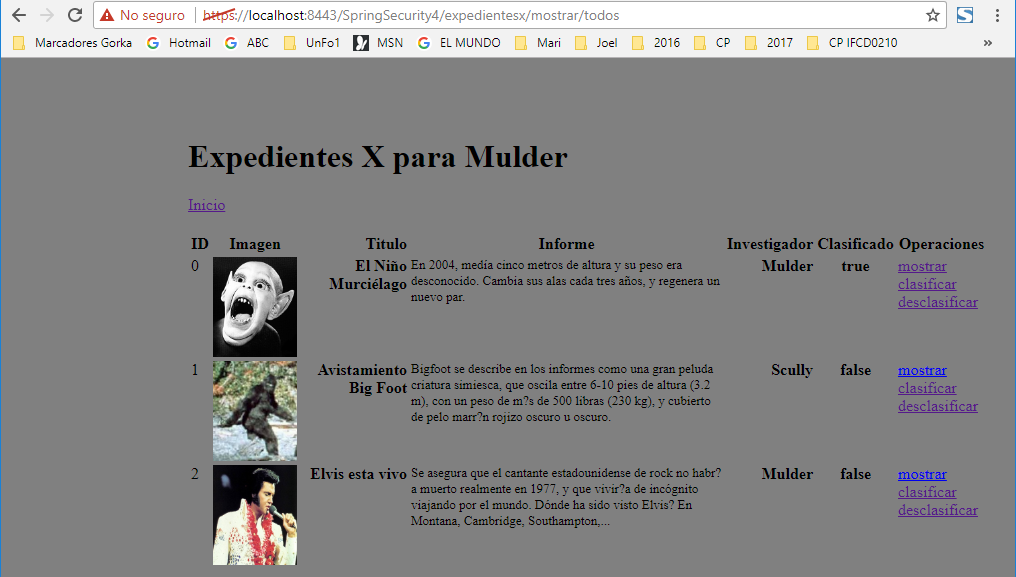 No seguro https://localhost:8443/SpringSecurity4/expedientesx/mostrar/todos
Marcadores Gorka Hotmail ABC UnFo1 MSN EL MUNDO Mari Joel 2016 CP 2017 CP IFCD0210 »
Expedientes X para Mulder
Inicio
ID Imagen Titulo Informe Investigador Clasificado Operaciones
0 El Niño Murciélago
En 2004, medía cinco metros de altura y su peso era
desconocido. Cambia sus alas cada tres años, y regenera un
nuevo par.
Mulder true mostrar
clasificar
desclasificar
1 Avistamiento Big Foot
Bigfoot se describe en los informes como una gran peluda
criatura simiesca, que oscila entre 6-10 pies de altura (3.2
m), con un peso de m?s de 500 libras (230 kg), y cubierto
de pelo marr?n rojizo oscuro u oscuro.
Scully false mostrar
clasificar
desclasificar
2 Elvis esta vivo
Se asegura que el cantante estadounidense de rock no habr?
a muerto realmente en 1977, y que vivir?a de incógnito
viajando por el mundo. Dónde ha sido visto Elvis? En
Montana, Cambridge, Southampton,...
Mulder false mostrar
clasificar
desclasificar